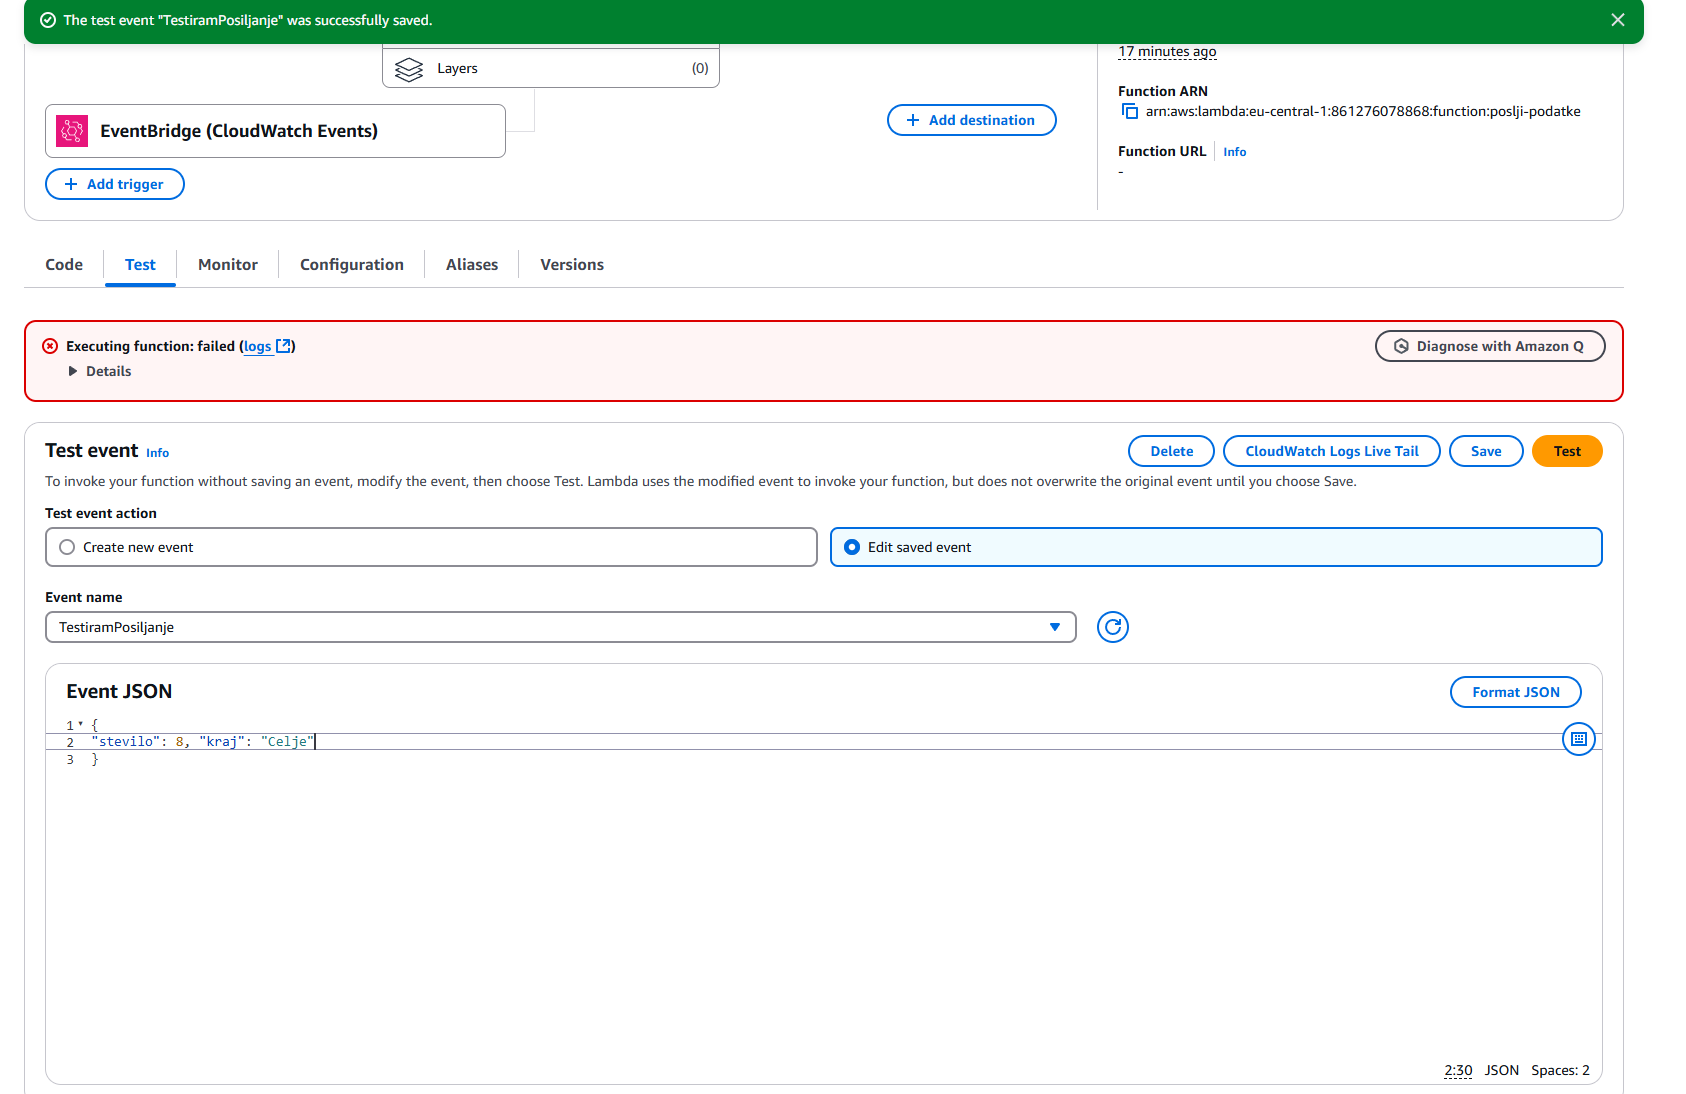 The test event "TestiramPosiljanje" was successfully saved.
Layers
(0)
17 minutes ago
EventBridge (CloudWatch Events)
Add destination
Add trigger
Function ARN
arn:aws:lambda:eu-central-1:861276078868:function:poslji-podatke
Function URL
Info
-
Code
Test
Monitor
Configuration
Aliases
Versions
Executing function: failed (logs)
Diagnose with Amazon Q
Details
Test event Info
Delete
CloudWatch Logs Live Tail
Save
Test
To invoke your function without saving an event, modify the event, then choose Test. Lambda uses the modified event to invoke your function, but does not overwrite the original event until you choose Save.
Test event action
Create new event
Edit saved event
Event name
TestiramPosiljanje
Event JSON
Format JSON
1 {
2 "stevilo": 8, "kraj": "Celje"
3 }
2:30 JSON Spaces: 2